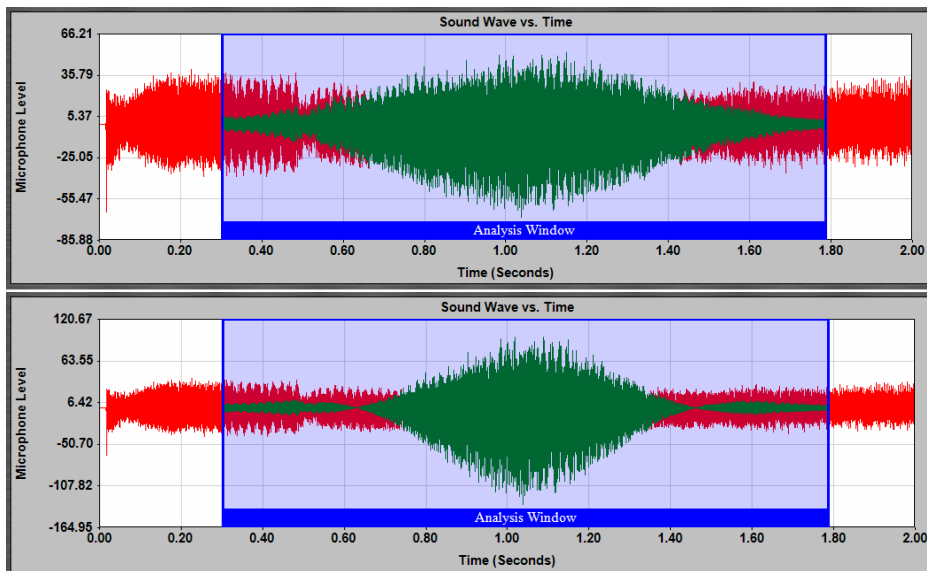 Sound Wave vs. Time
66.21
35.79
5.37
-25.05
-55.47
-85.88
Microphone Level
Analysis Window
0.00 0.20 0.40 0.60 0.80 1.00 1.20 1.40 1.60 1.80 2.00
Time (Seconds)
Sound Wave vs. Time
120.67
63.55
6.42
-50.70
-107.82
-164.95
Microphone Level
Analysis Window
0.00 0.20 0.40 0.60 0.80 1.00 1.20 1.40 1.60 1.80 2.00
Time (Seconds)